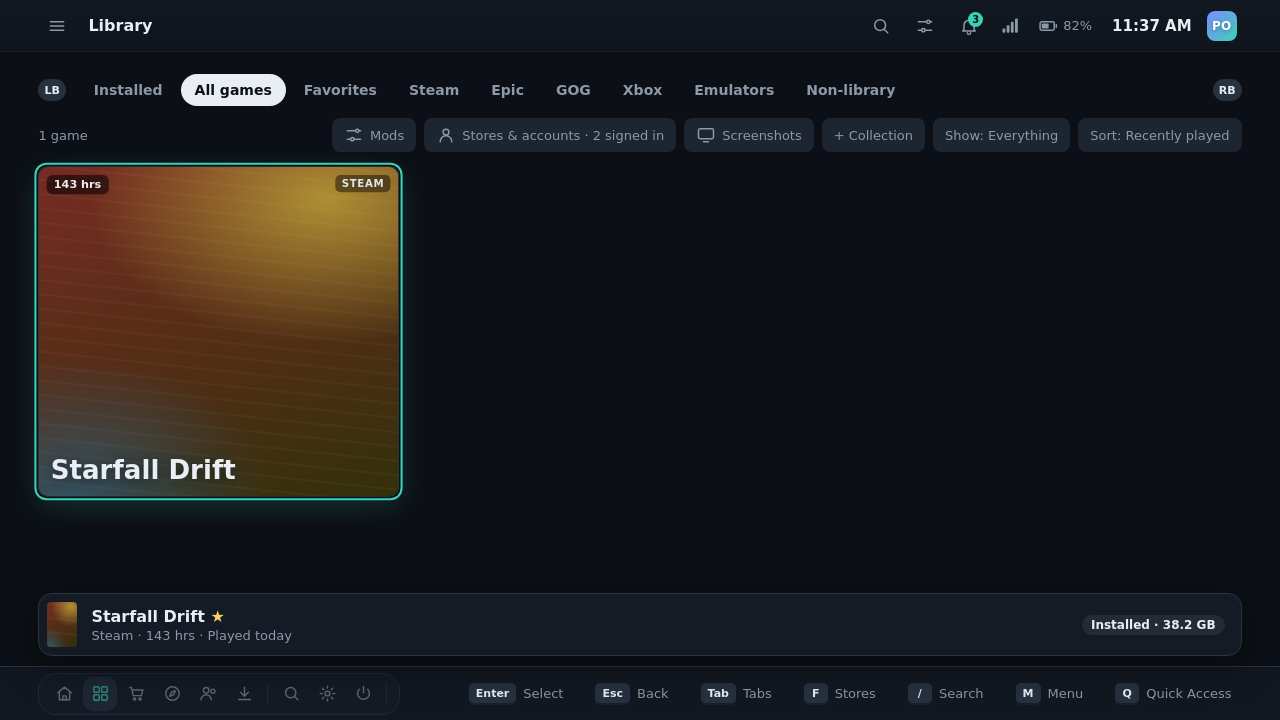 Library
3
82%
11:37 AM
PO
LB
Installed
All games
Favorites
Steam
Epic
GOG
Xbox
Emulators
Non-library
RB
1 game
Mods
Stores & accounts · 2 signed in
Screenshots
+ Collection
Show: Everything
Sort: Recently played
143 hrs
STEAM
Starfall Drift
Starfall Drift ★
Steam · 143 hrs · Played today
Installed · 38.2 GB
Enter Select
Esc Back
Tab Tabs
F Stores
/ Search
M Menu
Q Quick Access